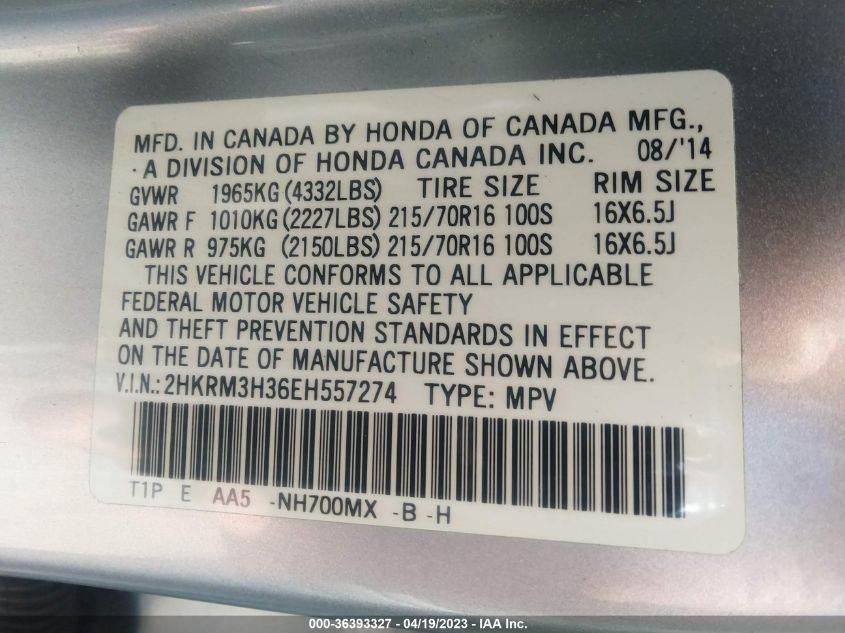 MFD. IN CANADA BY HONDA OF CANADA MFG.,
· A DIVISION OF HONDA CANADA INC. 08/'14
GVWR 1965KG (4332LBS) TIRE SIZE RIM SIZE
GAWR F 1010KG (2227LBS) 215/70R16 100S 16X6.5J
GAWR R 975KG (2150LBS) 215/70R16 100S 16X6.5J
THIS VEHICLE CONFORMS TO ALL APPLICABLE
FEDERAL MOTOR VEHICLE SAFETY
AND THEFT PREVENTION STANDARDS IN EFFECT
ON THE DATE OF MANUFACTURE SHOWN ABOVE.
V.I.N.: 2HKRM3H36EH557274 TYPE: MPV
T1P E AA5 -NH700MX -B -H
000-36393327 - 04/19/2023 - IAA Inc.